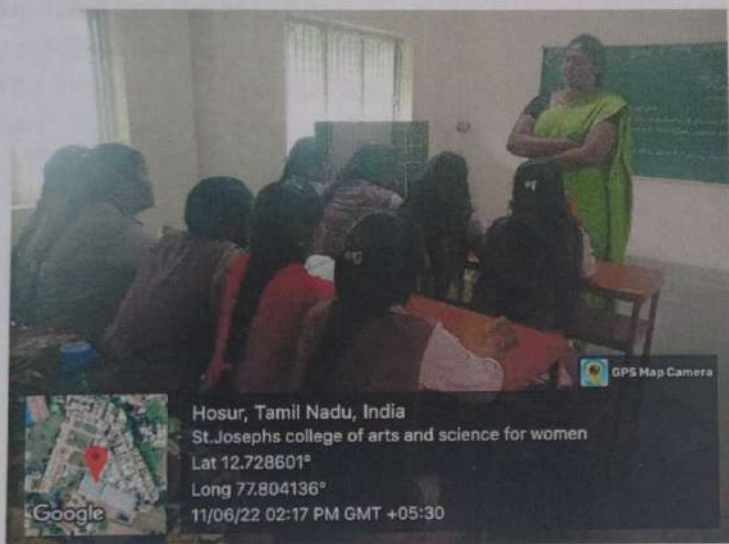 GPS Map Camera
Hosur, Tamil Nadu, India
St.Josephs college of arts and science for women
Lat 12.728601°
Long 77.804136°
11/06/22 02:17 PM GMT +05:30
Google